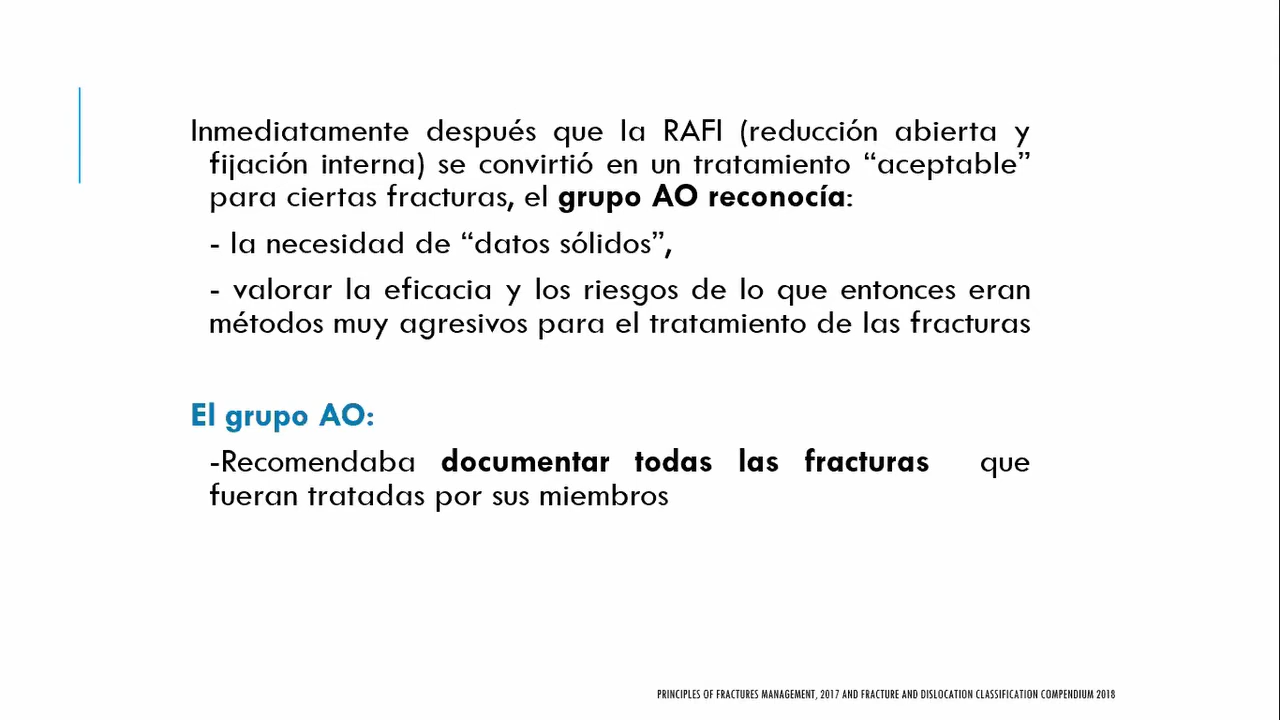 Inmediatamente después que la RAFI (reducción abierta y
fijación interna) se convirtió en un tratamiento “aceptable”
para ciertas fracturas, el grupo AO reconocía:
- la necesidad de “datos sólidos”,
- valorar la eficacia y los riesgos de lo que entonces eran
métodos muy agresivos para el tratamiento de las fracturas
El grupo AO:
-Recomendaba documentar todas las fracturas que
fueran tratadas por sus miembros
PRINCIPLES OF FRACTURES MANAGEMENT, 2017 AND FRACTURE AND DISLOCATION CLASSIFICATION COMPENDIUM 2018